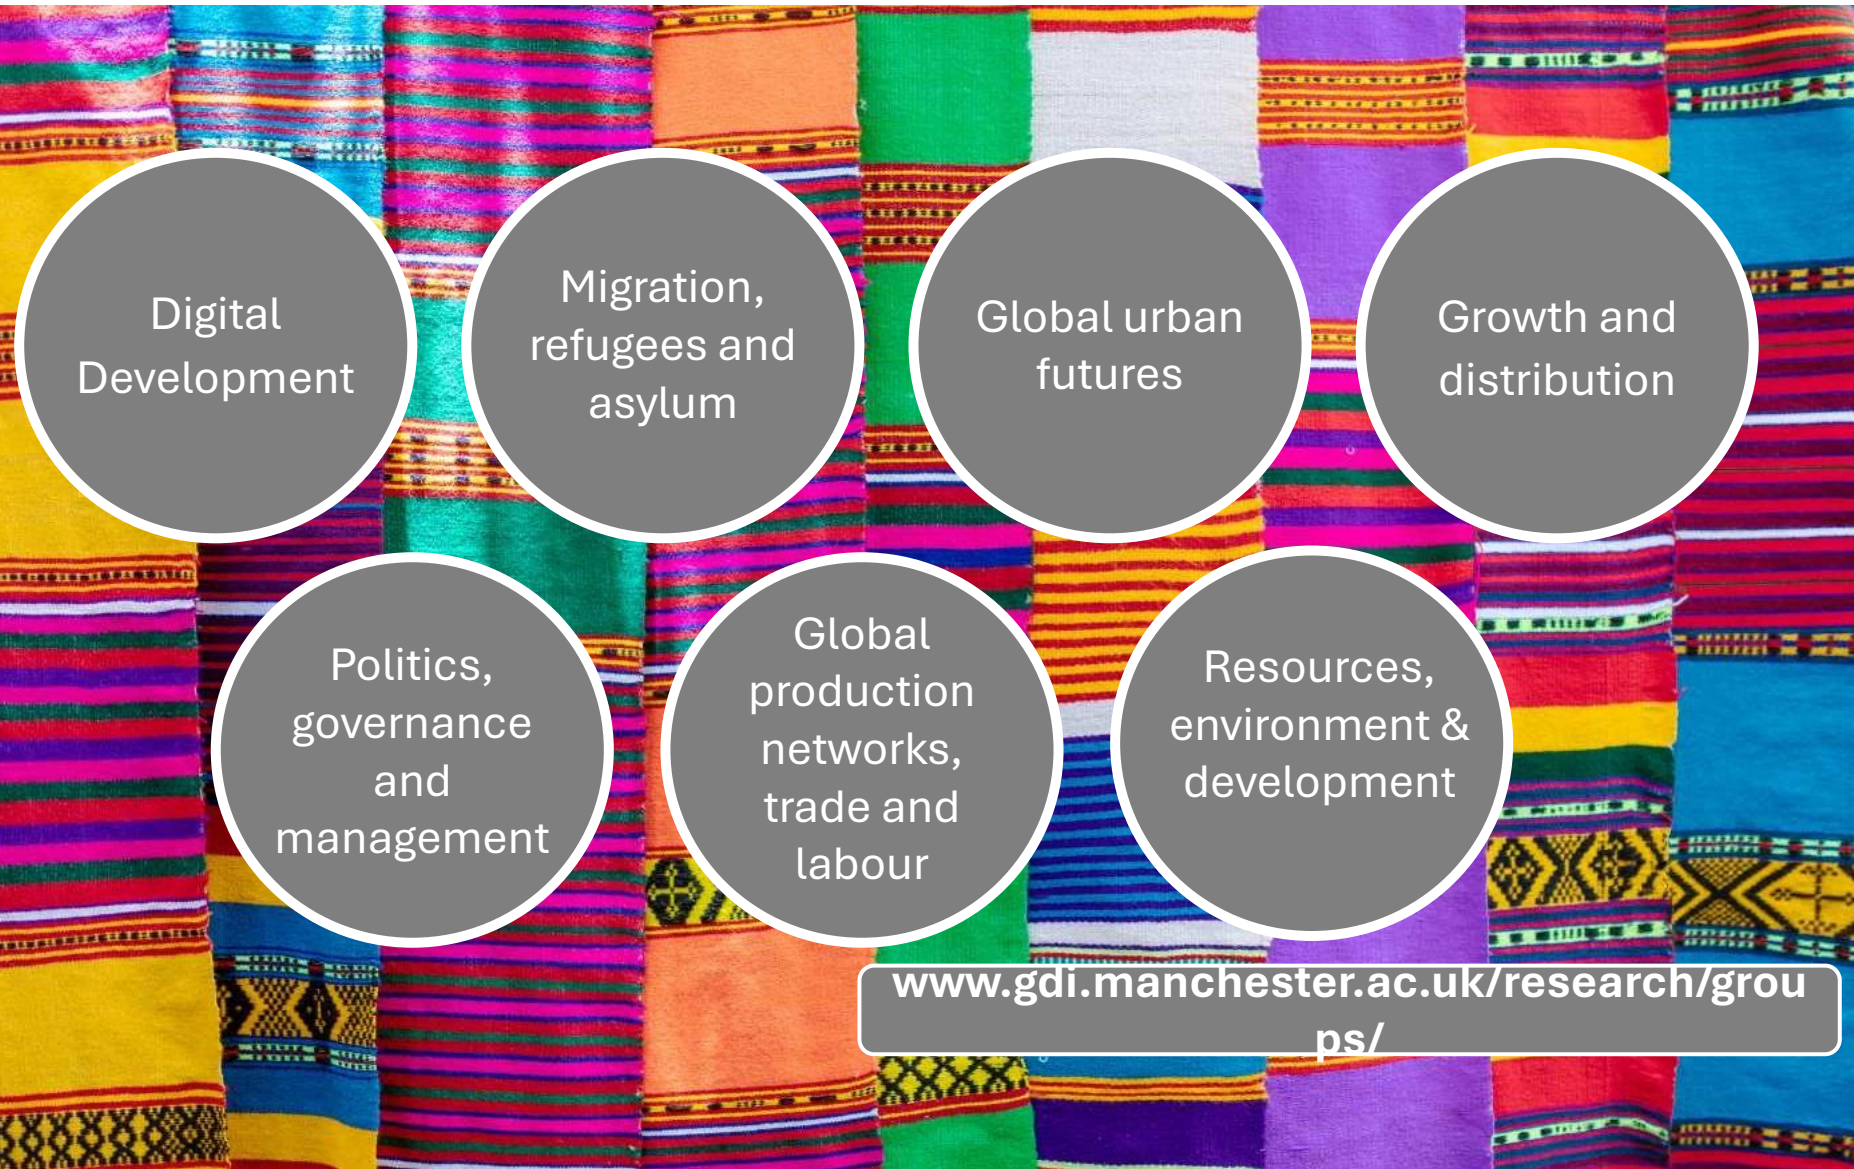 Digital
Development
Migration,
refugees and
asylum
Global urban
futures
Growth and
distribution
Politics,
governance
and
management
Global
production
networks,
trade and
labour
Resources,
environment &
development
www.gdi.manchester.ac.uk/research/grou
ps/